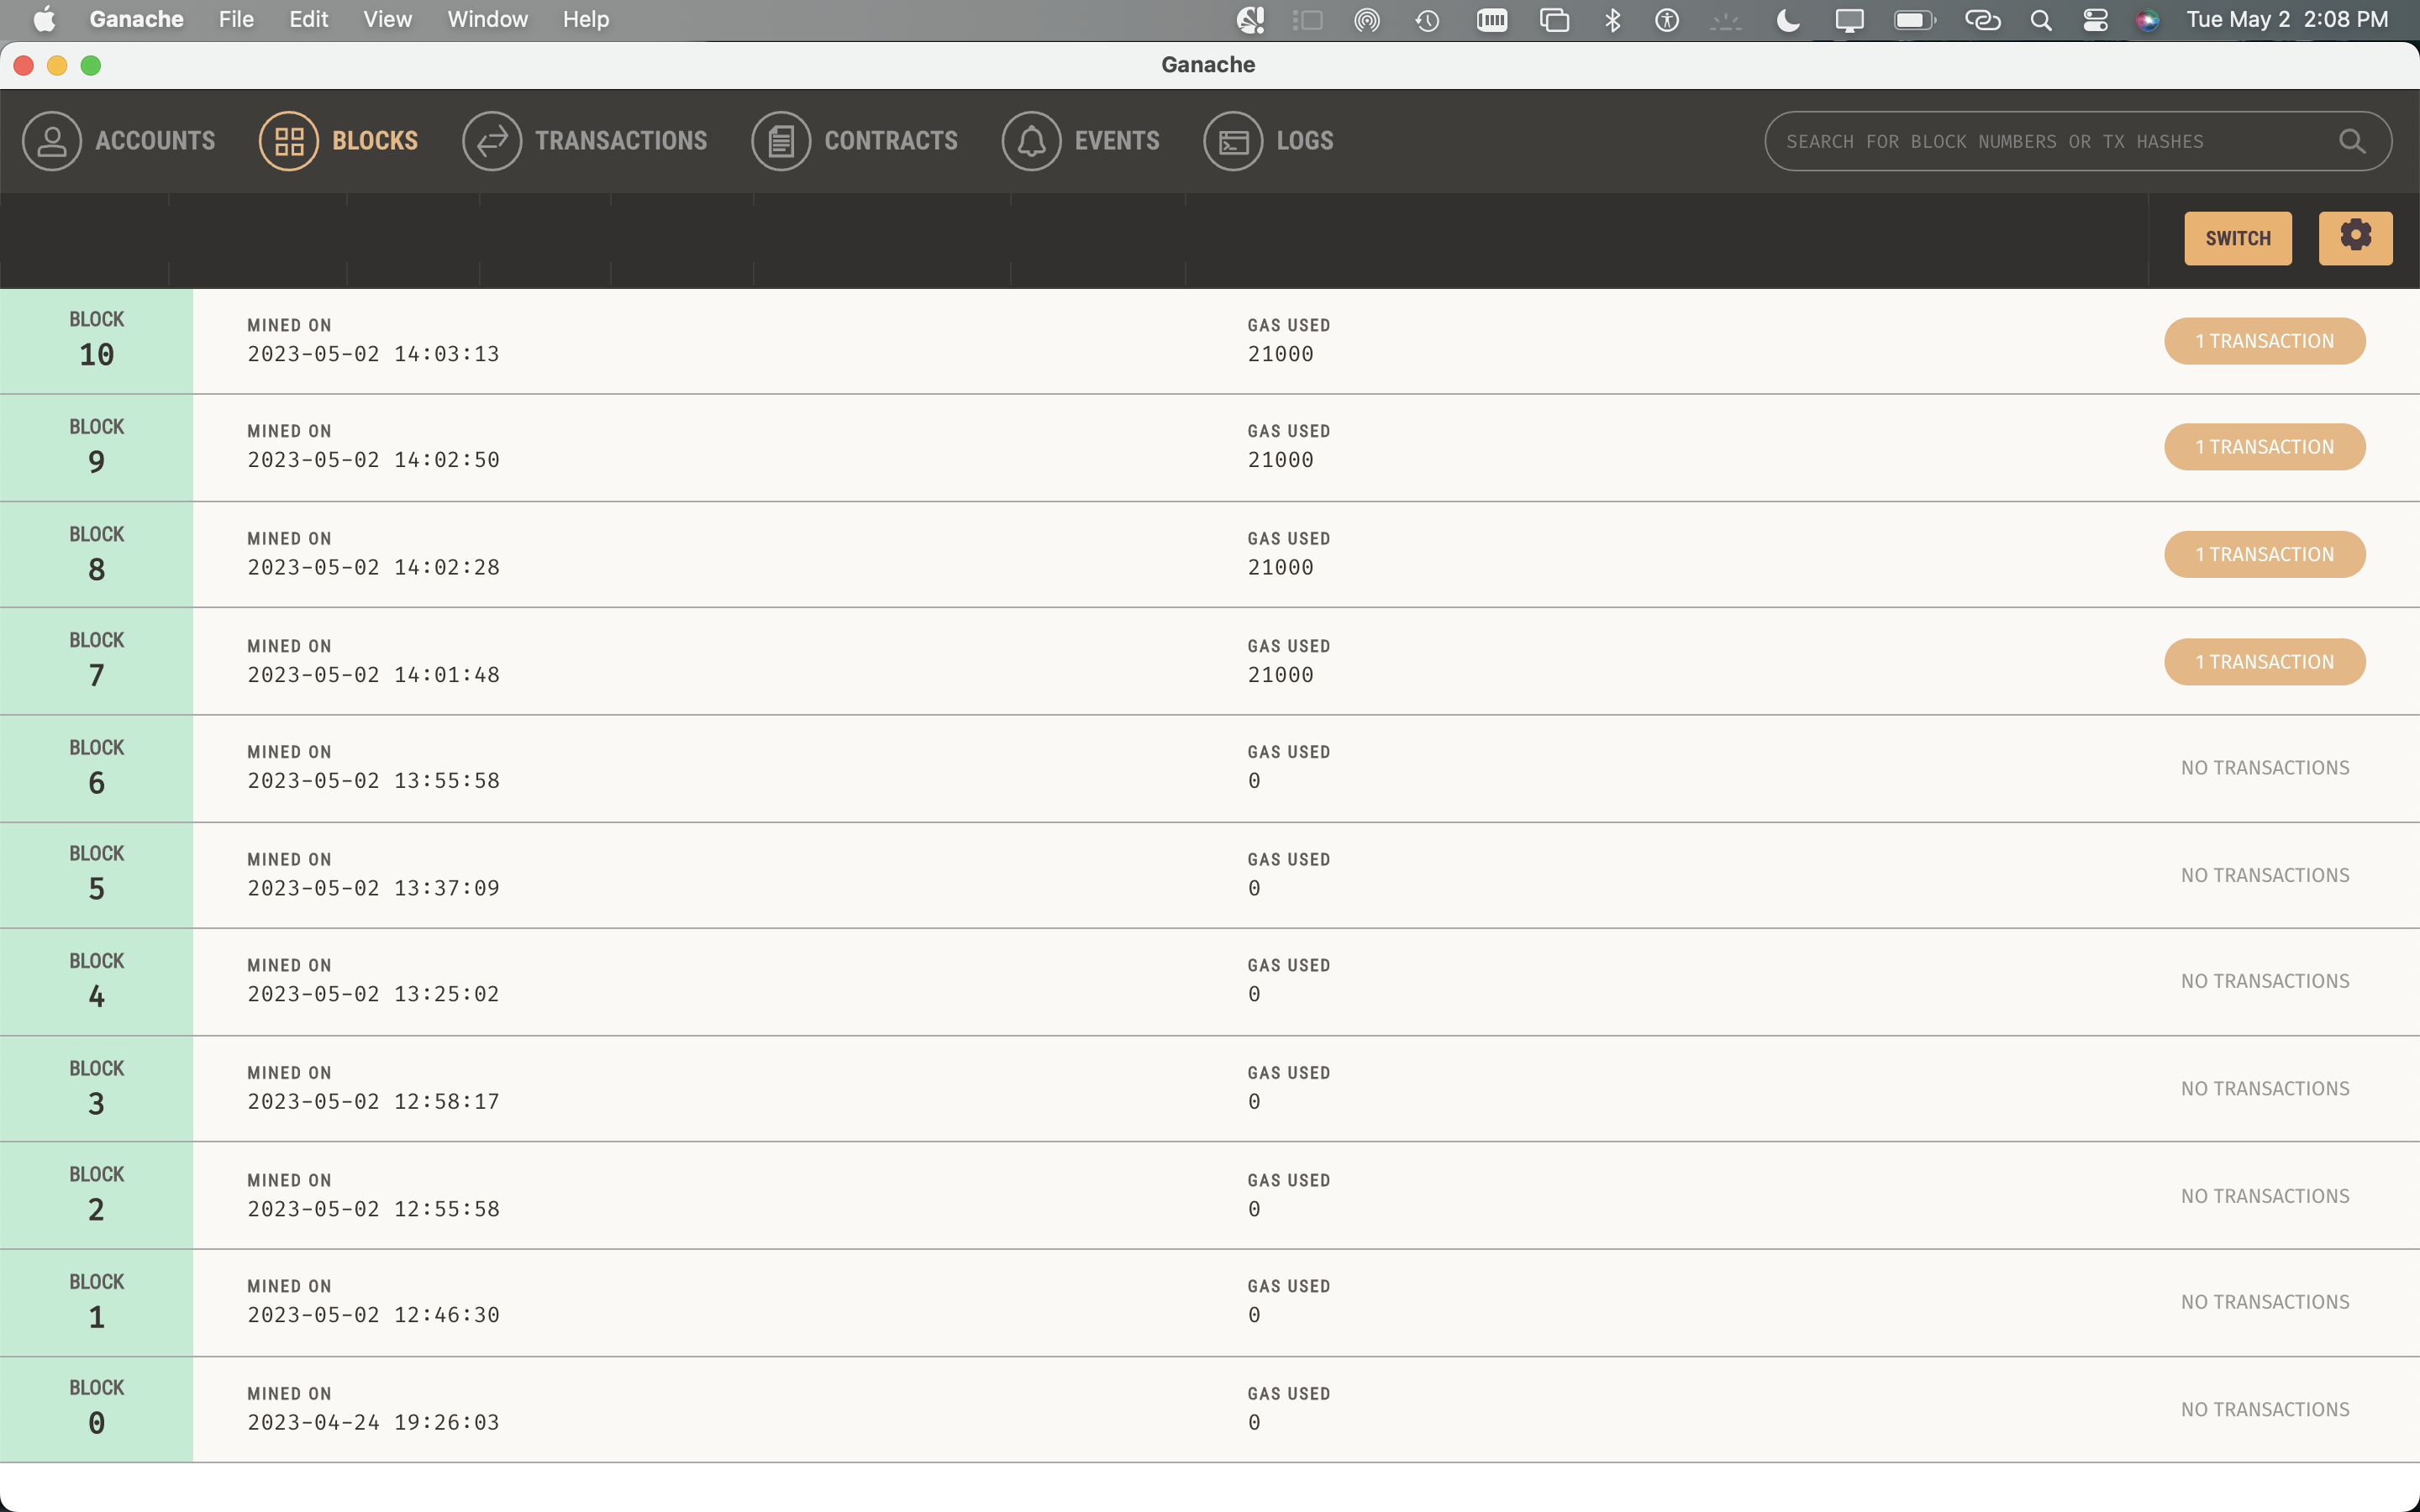 Ganache File Edit View Window Help Tue May 2 2:08 PM
Ganache
ACCOUNTS BLOCKS TRANSACTIONS CONTRACTS EVENTS LOGS SEARCH FOR BLOCK NUMBERS OR TX HASHES
SWITCH
BLOCK 10 MINED ON GAS USED
2023-05-02 14:03:13 21000 1 TRANSACTION
BLOCK 9 MINED ON GAS USED
2023-05-02 14:02:50 21000 1 TRANSACTION
BLOCK 8 MINED ON GAS USED
2023-05-02 14:02:28 21000 1 TRANSACTION
BLOCK 7 MINED ON GAS USED
2023-05-02 14:01:48 21000 1 TRANSACTION
BLOCK 6 MINED ON GAS USED
2023-05-02 13:55:58 0 NO TRANSACTIONS
BLOCK 5 MINED ON GAS USED
2023-05-02 13:37:09 0 NO TRANSACTIONS
BLOCK 4 MINED ON GAS USED
2023-05-02 13:25:02 0 NO TRANSACTIONS
BLOCK 3 MINED ON GAS USED
2023-05-02 12:58:17 0 NO TRANSACTIONS
BLOCK 2 MINED ON GAS USED
2023-05-02 12:55:58 0 NO TRANSACTIONS
BLOCK 1 MINED ON GAS USED
2023-05-02 12:46:30 0 NO TRANSACTIONS
BLOCK 0 MINED ON GAS USED
2023-04-24 19:26:03 0 NO TRANSACTIONS